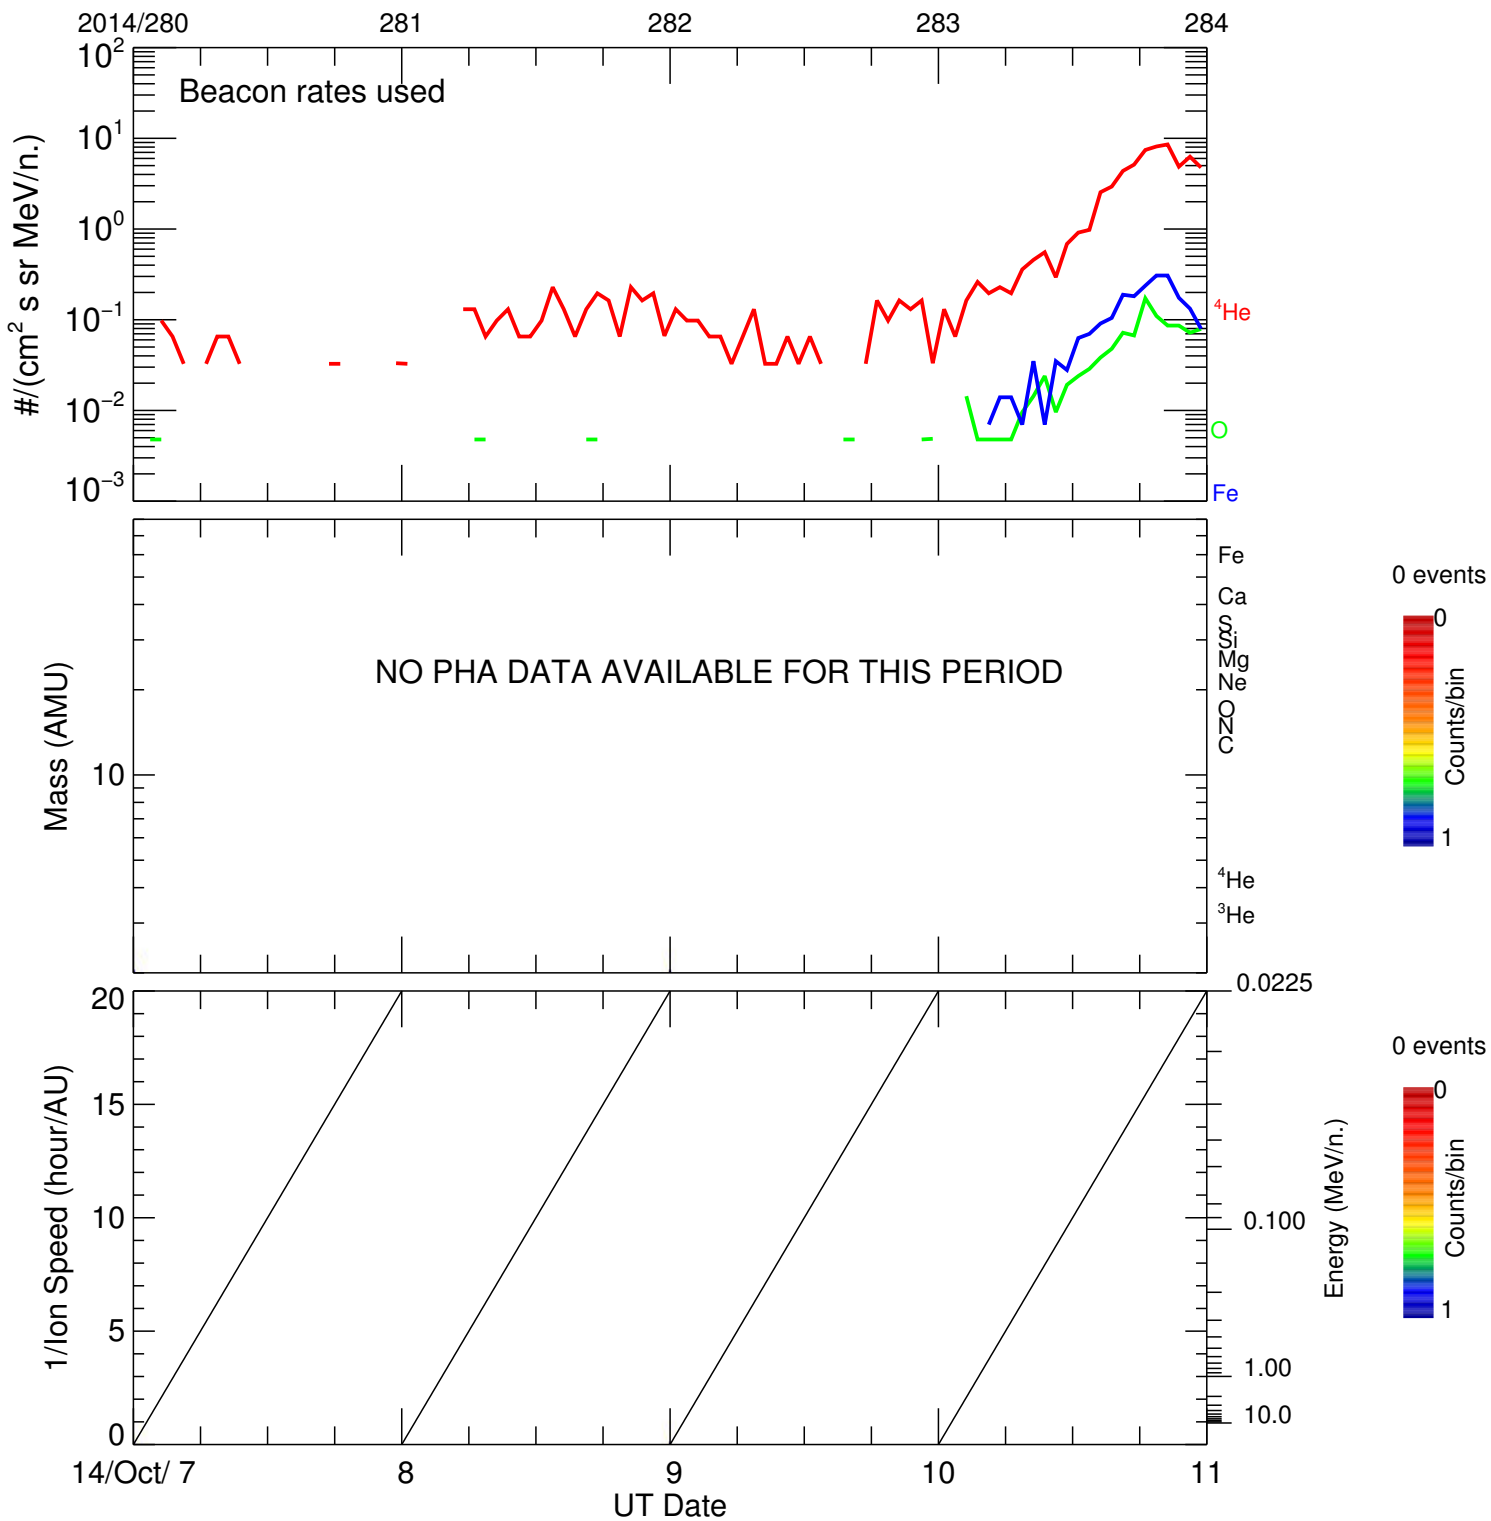 2014/280 281 282 283 284
Beacon rates used
10² 10¹ 10⁰ 10⁻¹ 10⁻² 10⁻³
#/(cm² s sr MeV/n.)
⁴He
O
Fe
NO PHA DATA AVAILABLE FOR THIS PERIOD
Mass (AMU)
10
Fe
Ca
S
Si
Mg
Ne
O
N
C
⁴He
³He
0 events
0
Counts/bin
1
20
15
10
5
0
1/Ion Speed (hour/AU)
0.0225
0.100
1.00
10.0
Energy (MeV/n.)
0 events
0
Counts/bin
1
14/Oct/ 7 8 9 10 11
UT Date